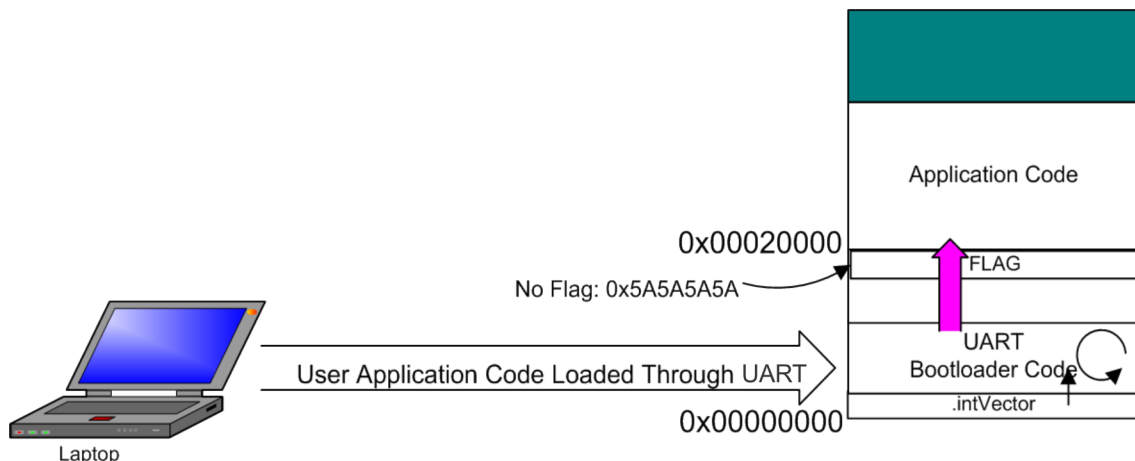 Application Code
0x00020000
FLAG
No Flag: 0x5A5A5A5A
UART
Bootloader Code
User Application Code Loaded Through UART
.intVector
0x00000000
Laptop